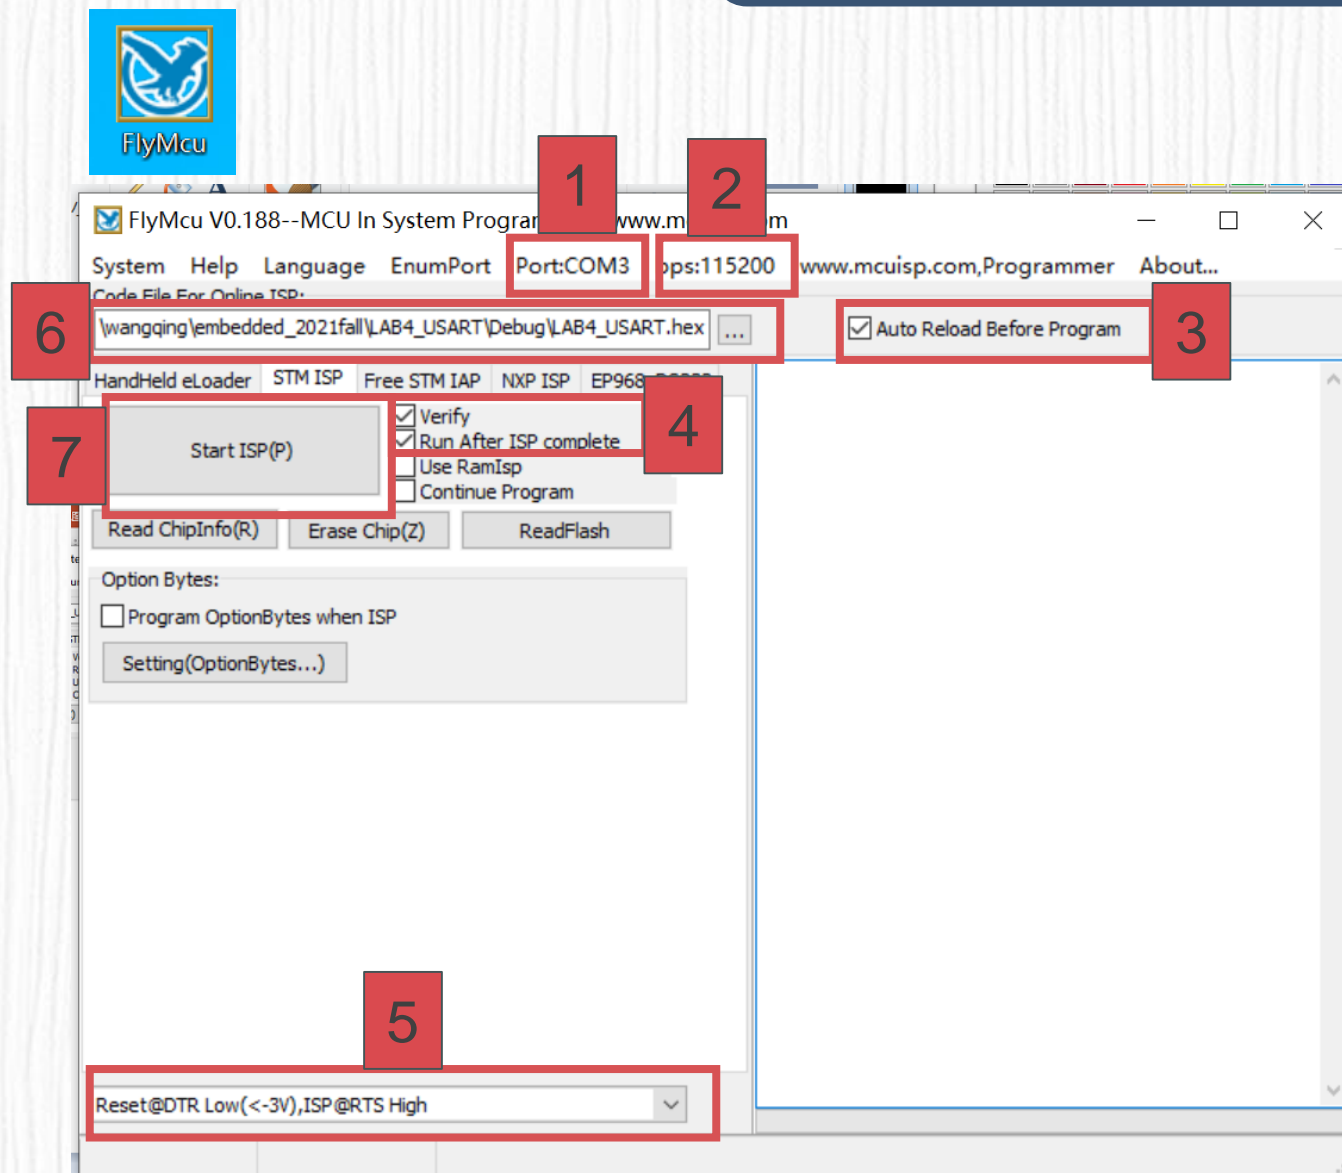 FlyMcu
1
2
FlyMcu V0.188--MCU In System Progra www.m m
System Help Language EnumPort Port:COM3 bps:115200 www.mcuisp.com,Programmer About...
Code File For Online ISP:
6
\wangqing\embedded_2021fall\LAB4_USART\Debug\LAB4_USART.hex ...
Auto Reload Before Program
3
HandHeld eLoader STM ISP Free STM IAP NXP ISP EP968
7
Start ISP(P)
Verify
4
Run After ISP complete
Use RamIsp
Continue Program
Read ChipInfo(R) Erase Chip(Z) ReadFlash
Option Bytes:
Program OptionBytes when ISP
Setting(OptionBytes...)
5
Reset@DTR Low(<-3V),ISP@RTS High